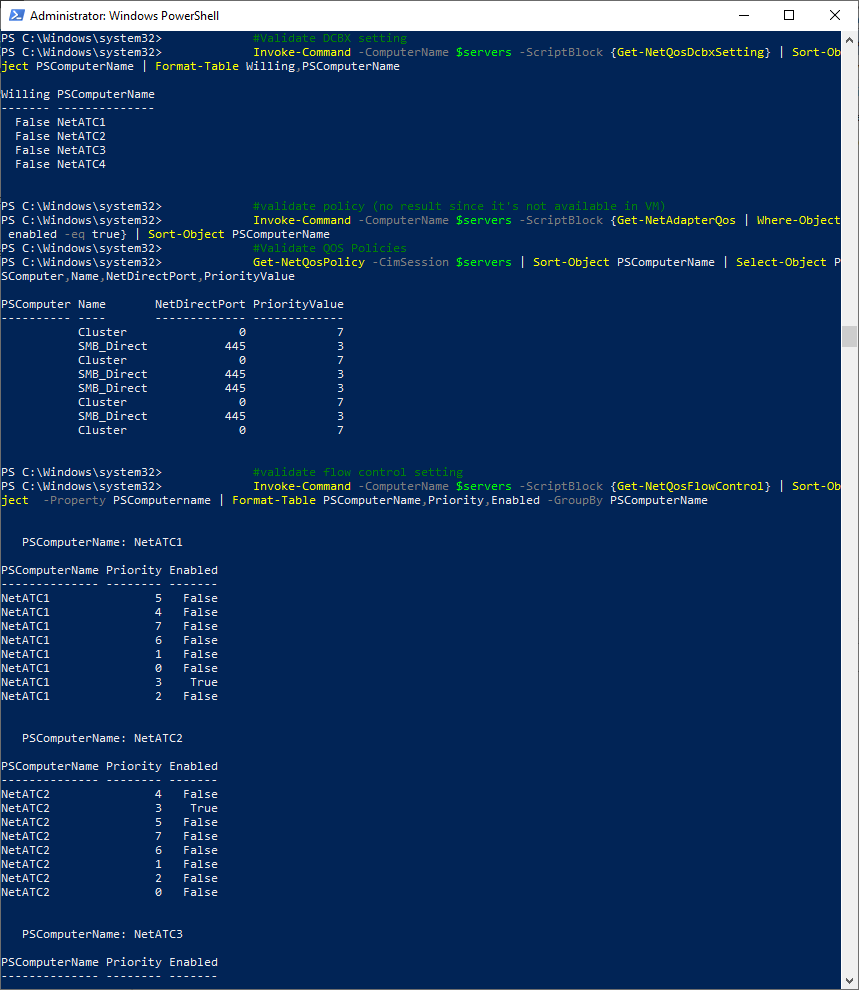 Administrator: Windows PowerShell
PS C:\Windows\system32>             #Validate DCBX setting
PS C:\Windows\system32>             Invoke-Command -ComputerName $servers -ScriptBlock {Get-NetQosDcbxSetting} | Sort-Ob
ject PSComputerName | Format-Table Willing,PSComputerName
Willing PSComputerName
------- --------------
  False NetATC1
  False NetATC2
  False NetATC3
  False NetATC4
PS C:\Windows\system32>             #validate policy (no result since it's not available in VM)
PS C:\Windows\system32>             Invoke-Command -ComputerName $servers -ScriptBlock {Get-NetAdapterQos | Where-Object
 enabled -eq true} | Sort-Object PSComputerName
PS C:\Windows\system32>             #Validate QOS Policies
PS C:\Windows\system32>             Get-NetQosPolicy -CimSession $servers | Sort-Object PSComputerName | Select-Object P
SComputer,Name,NetDirectPort,PriorityValue
PSComputer Name       NetDirectPort PriorityValue
---------- ----       ------------- -------------
           Cluster                0             7
           SMB_Direct           445             3
           Cluster                0             7
           SMB_Direct           445             3
           SMB_Direct           445             3
           Cluster                0             7
           SMB_Direct           445             3
           Cluster                0             7
PS C:\Windows\system32>             #validate flow control setting
PS C:\Windows\system32>             Invoke-Command -ComputerName $servers -ScriptBlock {Get-NetQosFlowControl} | Sort-Ob
ject  -Property PSComputername | Format-Table PSComputerName,Priority,Enabled -GroupBy PSComputerName
   PSComputerName: NetATC1
PSComputerName Priority Enabled
-------------- -------- -------
NetATC1               5   False
NetATC1               4   False
NetATC1               7   False
NetATC1               6   False
NetATC1               1   False
NetATC1               0   False
NetATC1               3    True
NetATC1               2   False
   PSComputerName: NetATC2
PSComputerName Priority Enabled
-------------- -------- -------
NetATC2               4   False
NetATC2               3    True
NetATC2               5   False
NetATC2               7   False
NetATC2               6   False
NetATC2               1   False
NetATC2               2   False
NetATC2               0   False
   PSComputerName: NetATC3
PSComputerName Priority Enabled
-------------- -------- -------